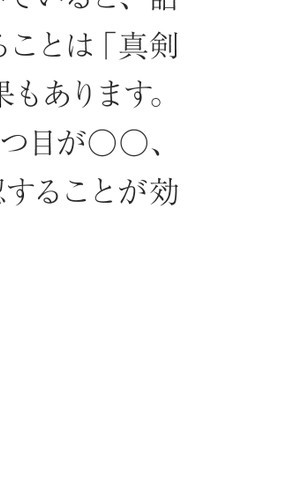 ていると、話
ることは「真剣
果もあります。
つ目が○○、
認することが効